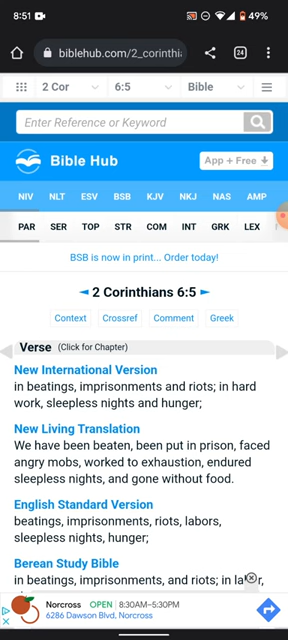 8:51
49%
biblehub.com/2_corinthi
24
2 Cor
6:5
Bible
Enter Reference or Keyword
Bible Hub
App + Free
NIV NLT ESV BSB KJV NKJ NAS AMP
PAR SER TOP STR COM INT GRK LEX
BSB is now in print... Order today!
◄ 2 Corinthians 6:5 ►
Context Crossref Comment Greek
Verse (Click for Chapter)
New International Version
in beatings, imprisonments and riots; in hard
work, sleepless nights and hunger;
New Living Translation
We have been beaten, been put in prison, faced
angry mobs, worked to exhaustion, endured
sleepless nights, and gone without food.
English Standard Version
beatings, imprisonments, riots, labors,
sleepless nights, hunger;
Berean Study Bible
in beatings, imprisonments, and riots; in
Norcross OPEN 8:30AM–5:30PM
6286 Dawson Blvd, Norcross